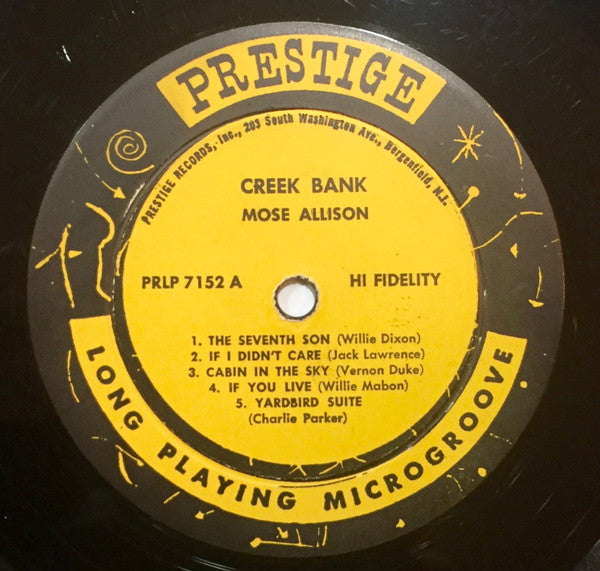 PRESTIGE
PRESTIGE RECORDS, Inc., 203 South Washington Ave., Bergenfield, N.J.
CREEK BANK
MOSE ALLISON
PRLP 7152 A HI FIDELITY
1. THE SEVENTH SON (Willie Dixon)
2. IF I DIDN'T CARE (Jack Lawrence)
3. CABIN IN THE SKY (Vernon Duke)
4. IF YOU LIVE (Willie Mabon)
5. YARDBIRD SUITE
(Charlie Parker)
LONG PLAYING MICROGROOVE